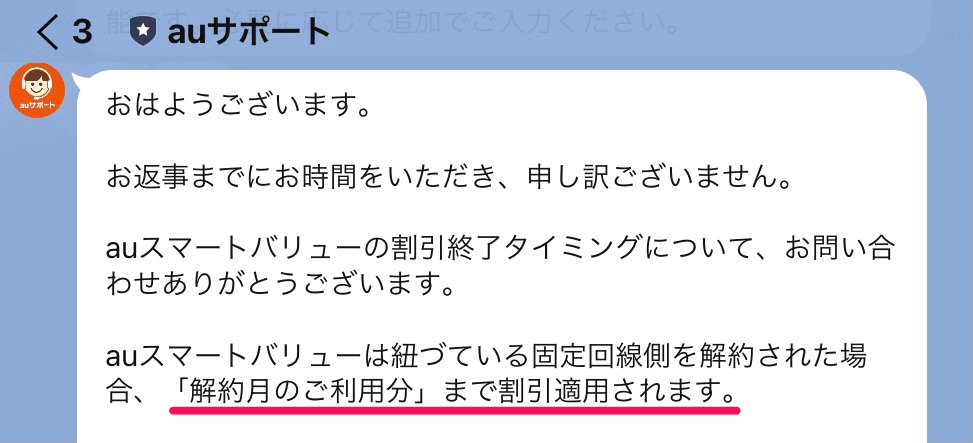 能です。必要に応じて追加でご入力ください。
3 auサポート
auサポート
おはようございます。
お返事までにお時間をいただき、申し訳ございません。
auスマートバリューの割引終了タイミングについて、お問い合
わせありがとうございます。
auスマートバリューは紐づている固定回線側を解約された場
合、「解約月のご利用分」まで割引適用されます。